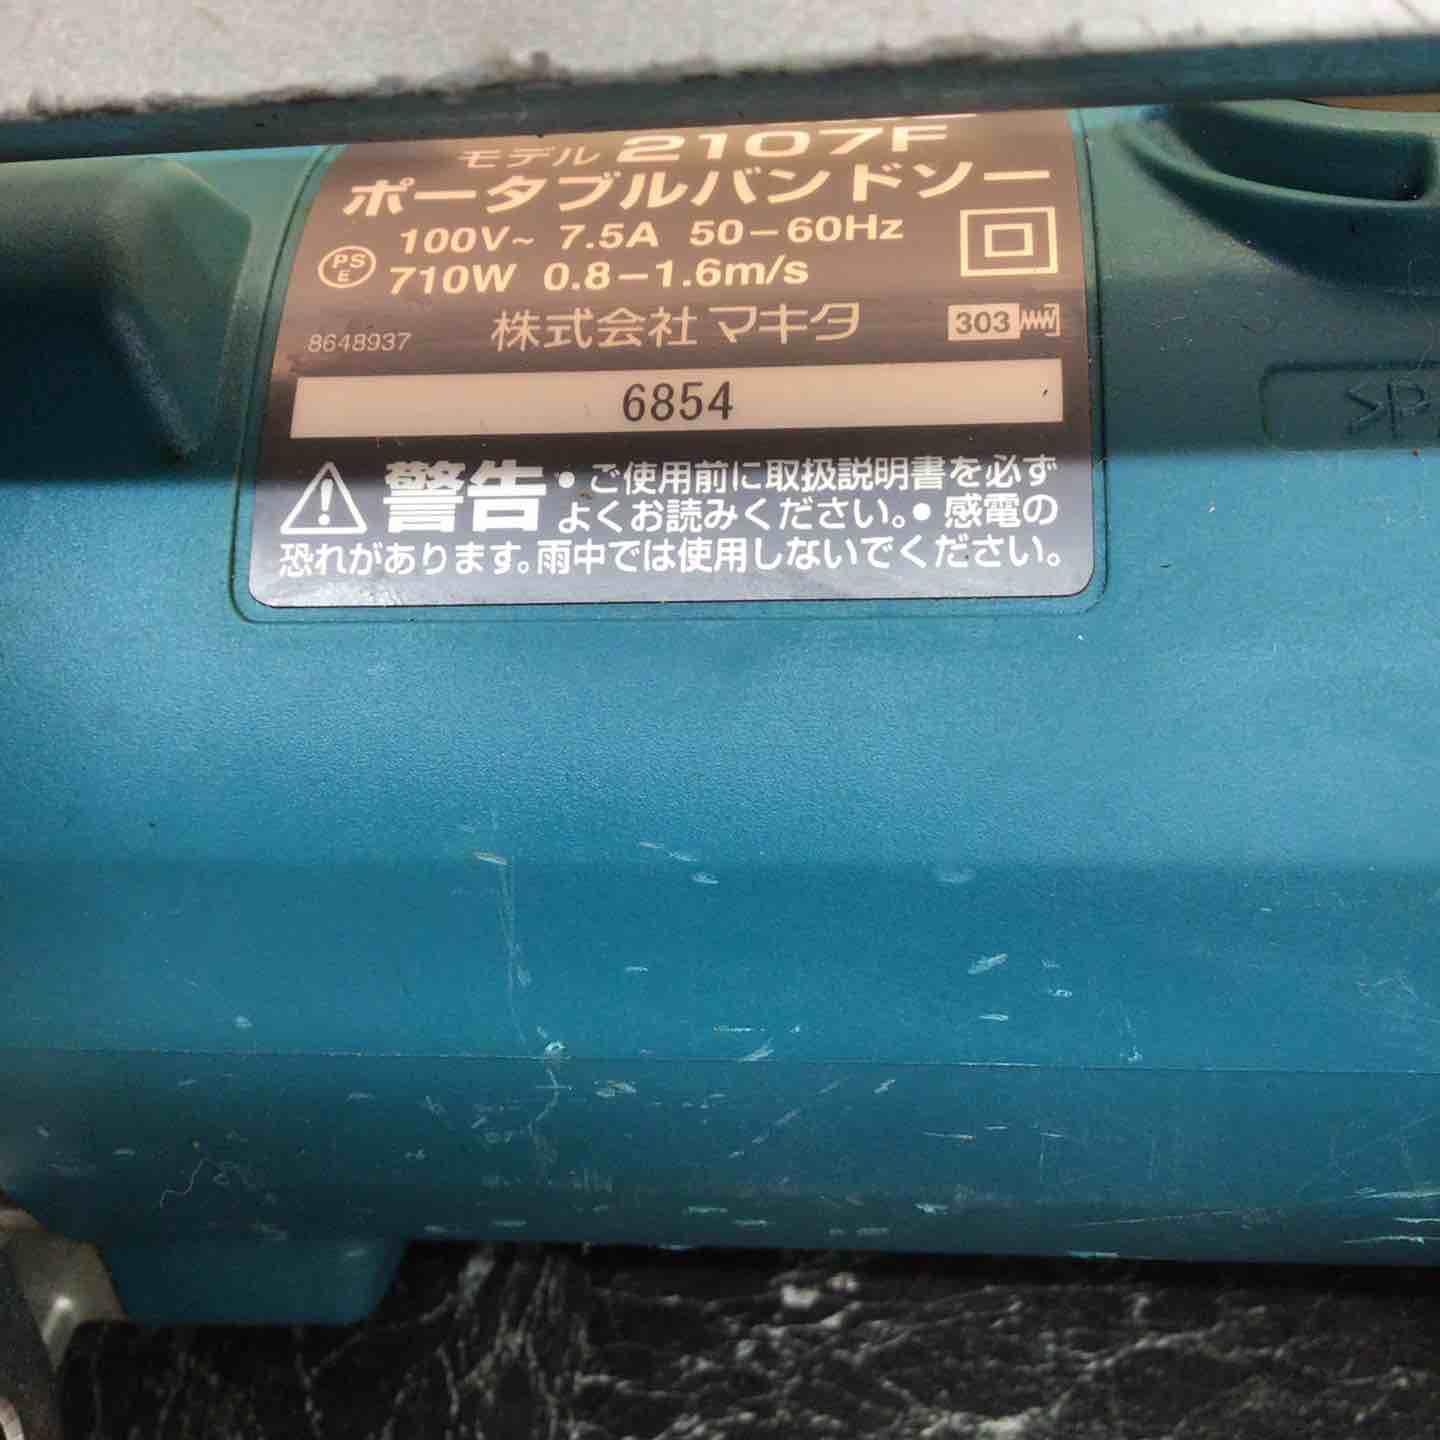 モデル 2107F
ポータブルバンドソー
100V~ 7.5A 50-60Hz
PSE
710W 0.8-1.6m/s
株式会社マキタ
8648937
303
6854
警告・ご使用前に取扱説明書を必ず
よくお読みください。・感電の
恐れがあります。雨中では使用しないでください。